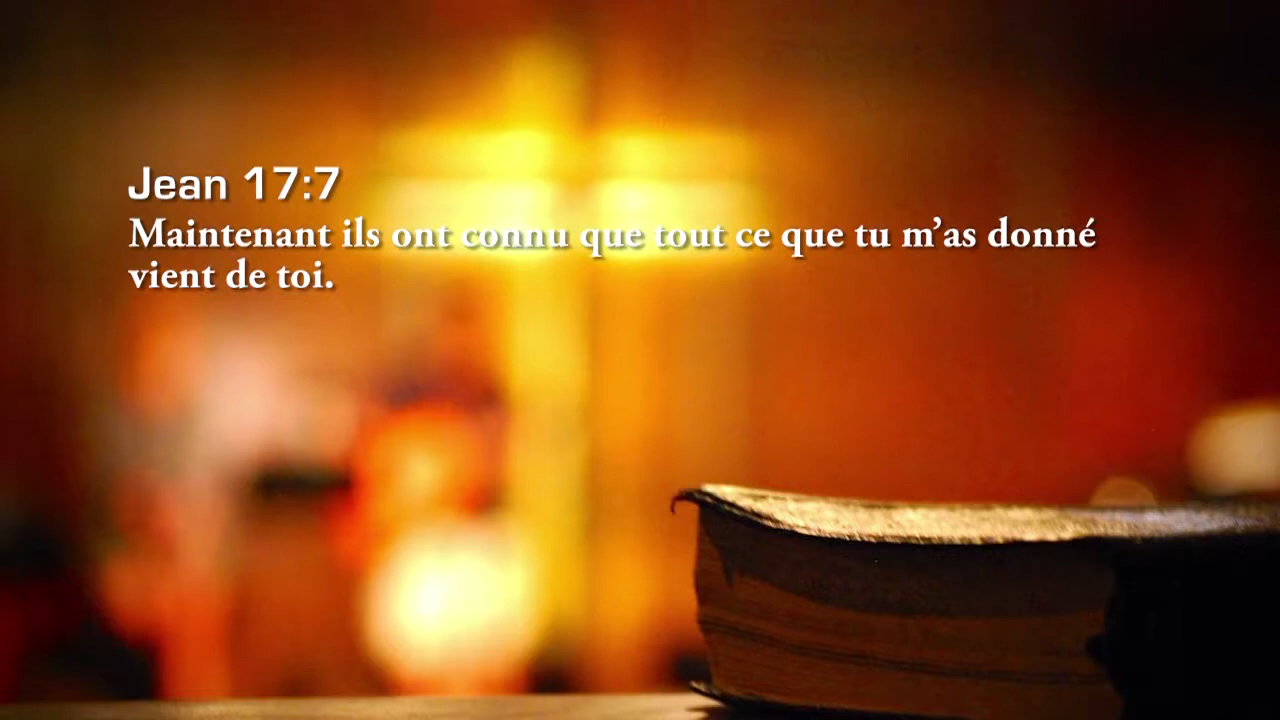 Jean 17:7
Maintenant ils ont connu que tout ce que tu m’as donné
vient de toi.